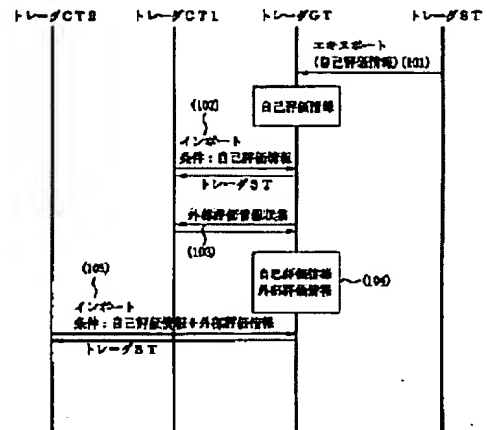 トレーダCT2 トレーダCT1 トレーダGT トレーダST
エキスポート
(自己評価情報)(101)
自己評価情報
(102)
インポート
条件:自己評価情報
トレーダST
外部評価情報収集
(103)
自己評価情報
外部評価情報
(104)
(105)
インポート
条件:自己評価情報+外部評価情報
トレーダST